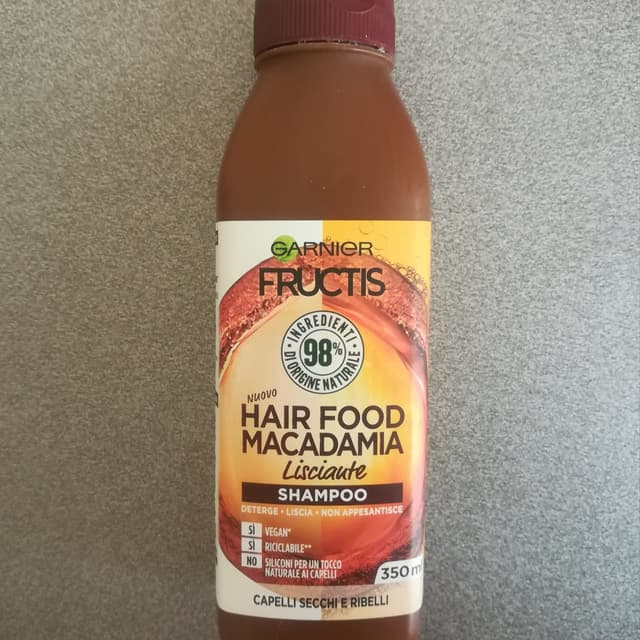 GARNIER
FRUCTIS
INGREDIENTI
98%
DI ORIGINE NATURALE
NUOVO
HAIR FOOD
MACADAMIA
Lisciante
SHAMPOO
DETERGE • LISCIA • NON APPESANTISCE
SÌ VEGAN*
SÌ RICICLABILE**
NO SILICONI PER UN TOCCO
NATURALE AI CAPELLI
350 m
CAPELLI SECCHI E RIBELLI